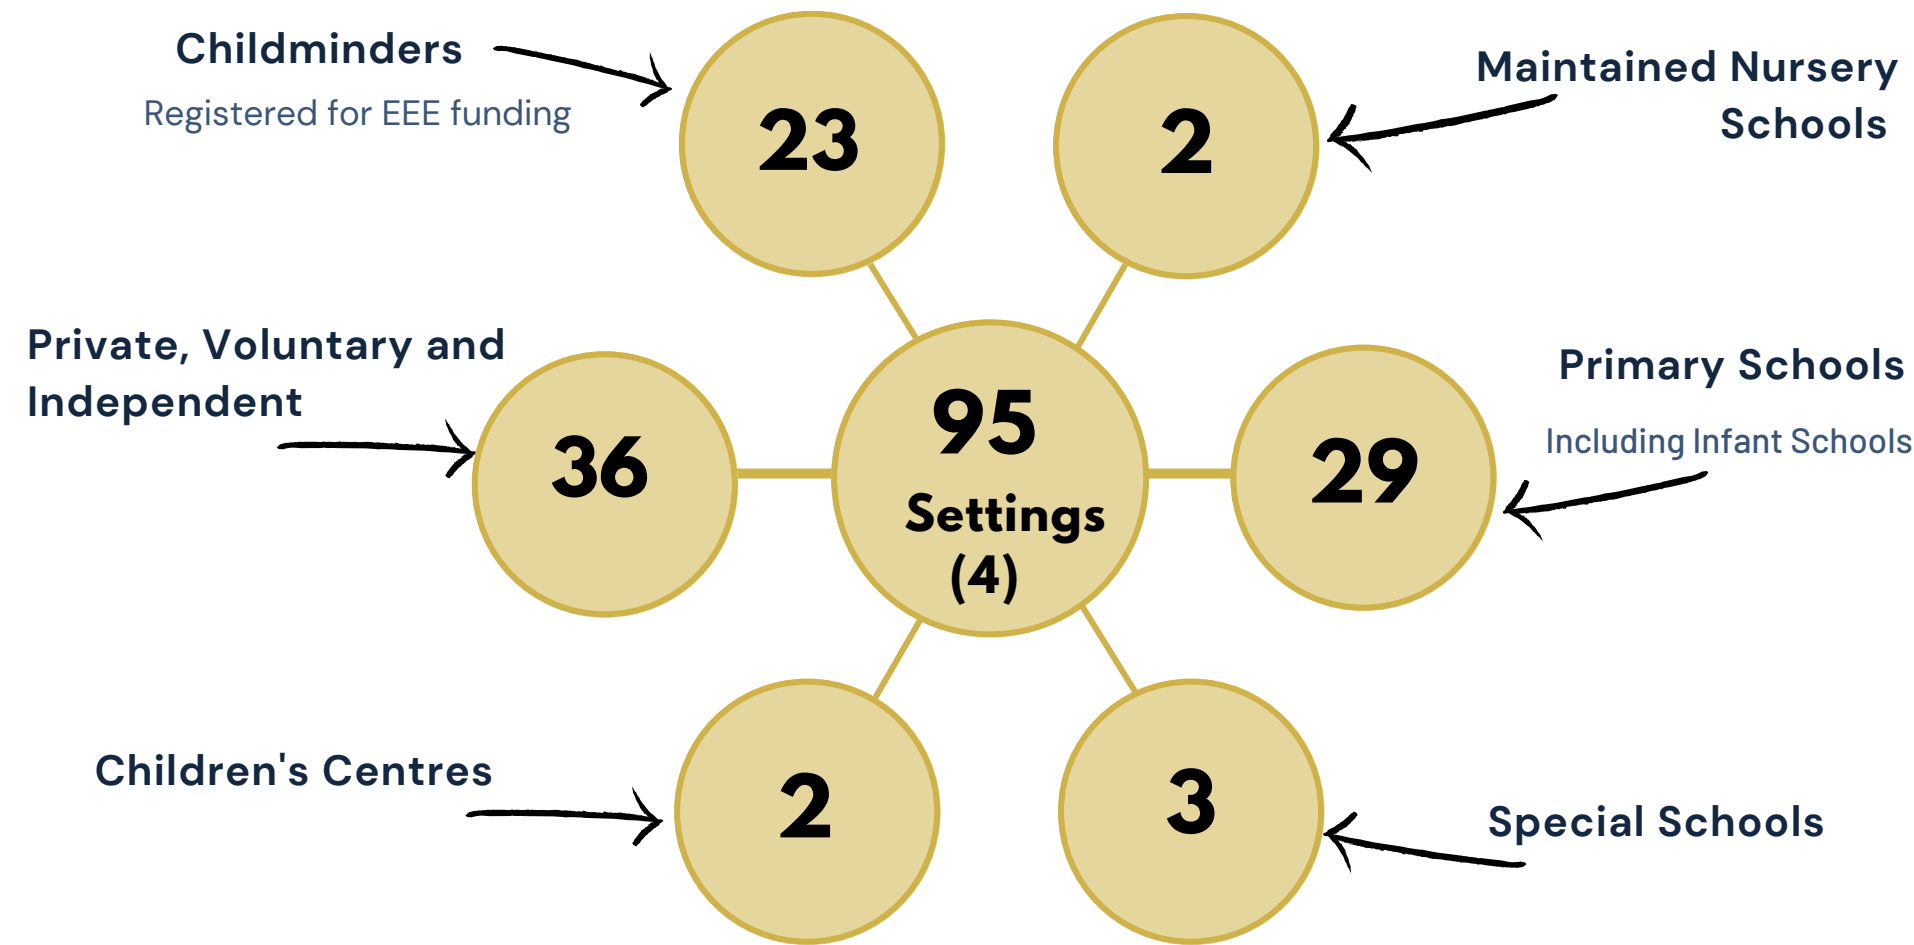 Childminders
Registered for EEE funding
23
2
Maintained Nursery
Schools
Private, Voluntary and
Independent
36
95
Settings
(4)
29
Primary Schools
Including Infant Schools
Children's Centres
2
3
Special Schools